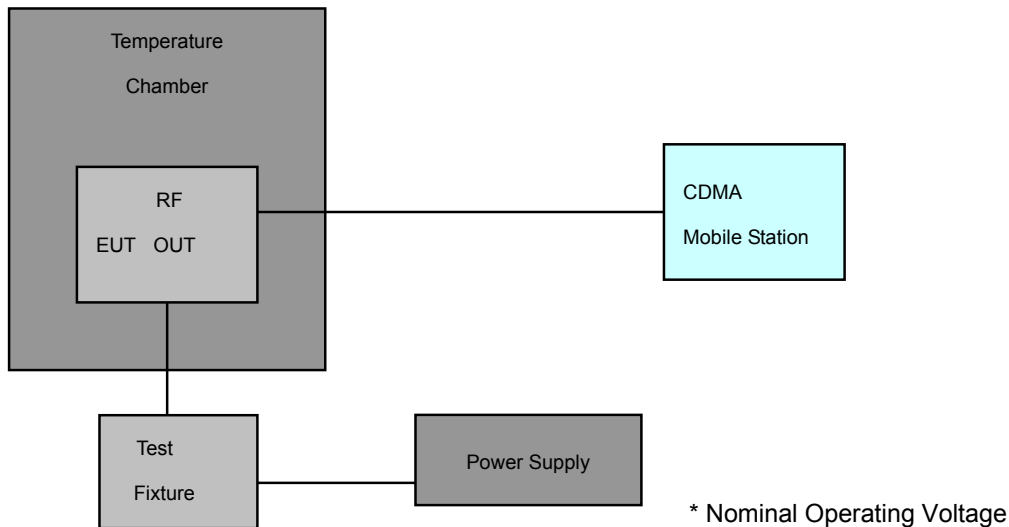 Temperature
Chamber
RF
EUT OUT
CDMA
Mobile Station
Test
Fixture
Power Supply
* Nominal Operating Voltage